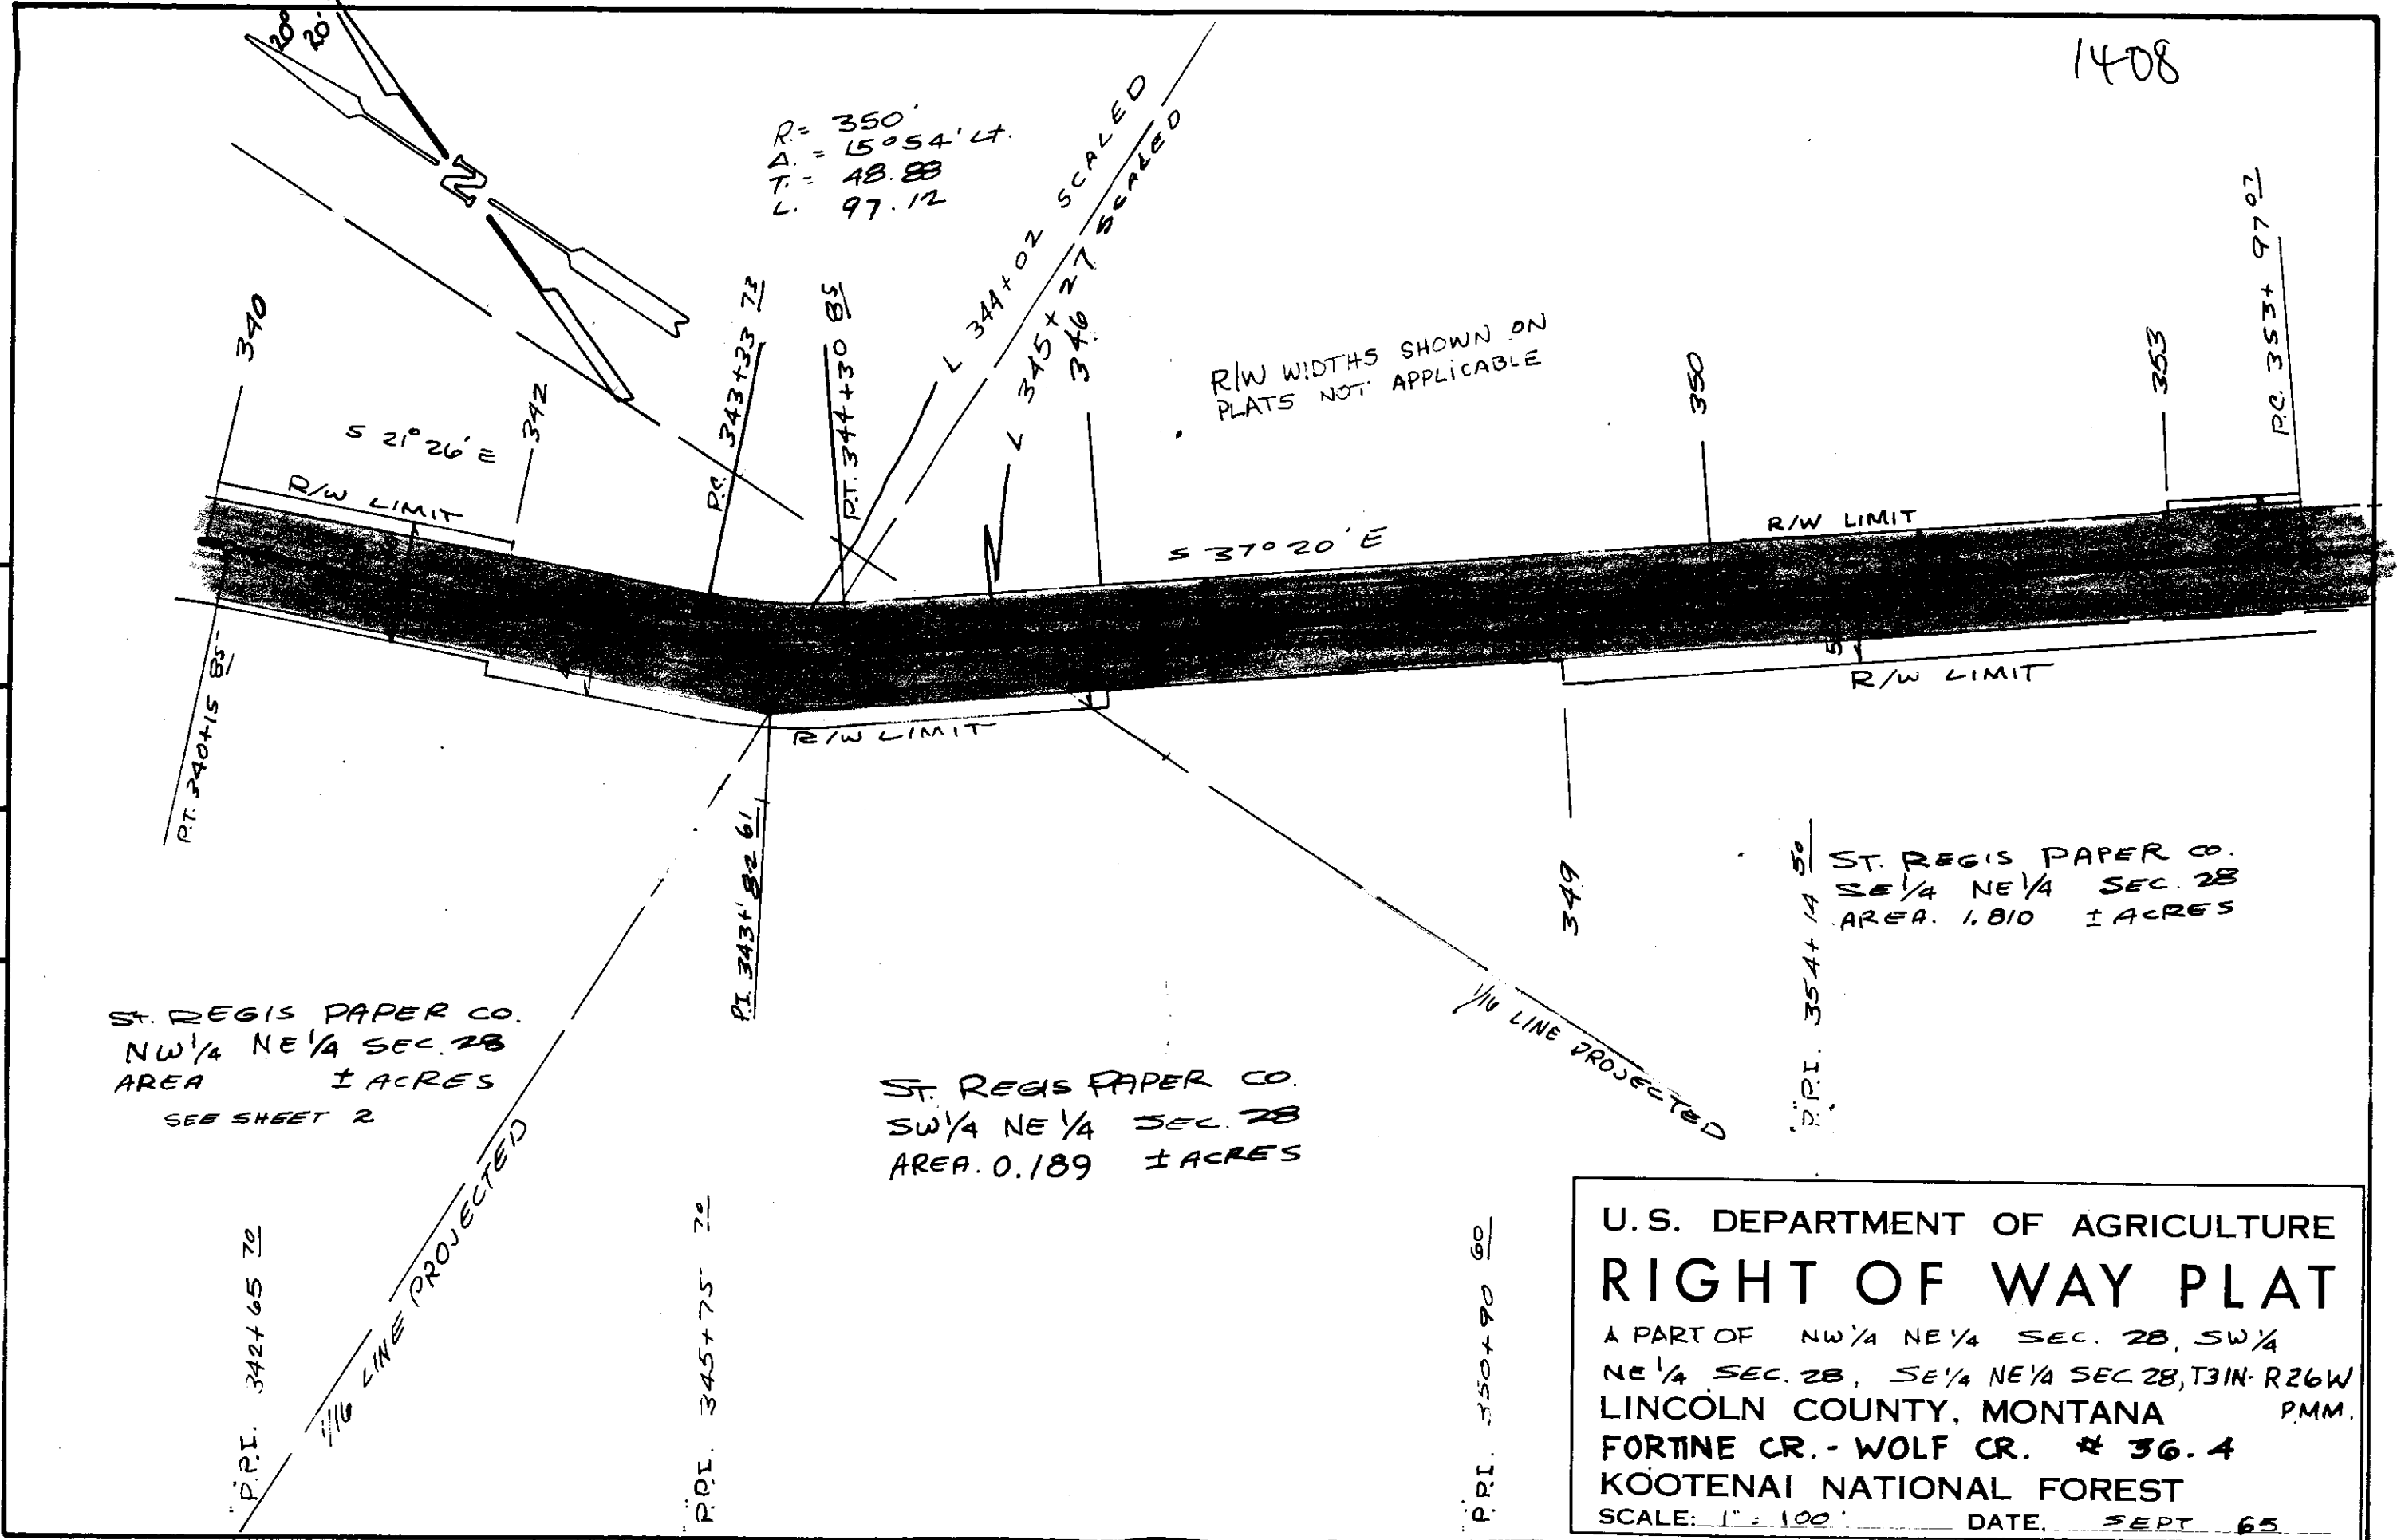 1408
20°
20'
N
R.= 350'
Δ. = 15°54' Lt.
T. = 48.88
L. 97.12
L 344+02 SCALED
L 345+27 SCALED
340
S 21° 26' E
342
P.C. 343+33 73
P.T. 344+30 85
346
R/W WIDTHS SHOWN ON
PLATS NOT APPLICABLE
350
353
P.C. 353+97 07
R/W LIMIT
S 37° 20' E
R/W LIMIT
P.T. 340+15 85
R/W LIMIT
5
R/W LIMIT
P.I. 343+82 61
349
P.P.I. 354+14 50
ST. REGIS PAPER CO.
SE 1/4 NE 1/4 SEC. 28
AREA. 1.810 ± ACRES
1/16 LINE PROJECTED
ST. REGIS PAPER CO.
NW 1/4 NE 1/4 SEC. 28
AREA ± ACRES
SEE SHEET 2
ST. REGIS PAPER CO.
SW 1/4 NE 1/4 SEC. 28
AREA. 0.189 ± ACRES
1/16 LINE PROJECTED
P.P.I. 342+65 70
P.P.I. 345+75 70
P.P.I. 350+90 60
U.S. DEPARTMENT OF AGRICULTURE
RIGHT OF WAY PLAT
A PART OF NW 1/4 NE 1/4 SEC. 28, SW 1/4
NE 1/4 SEC. 28, SE 1/4 NE 1/4 SEC 28, T31N-R26W
LINCOLN COUNTY, MONTANA P.M.M.
FORTINE CR. - WOLF CR. # 36.4
KOOTENAI NATIONAL FOREST
SCALE: 1" = 100' DATE. SEPT 65